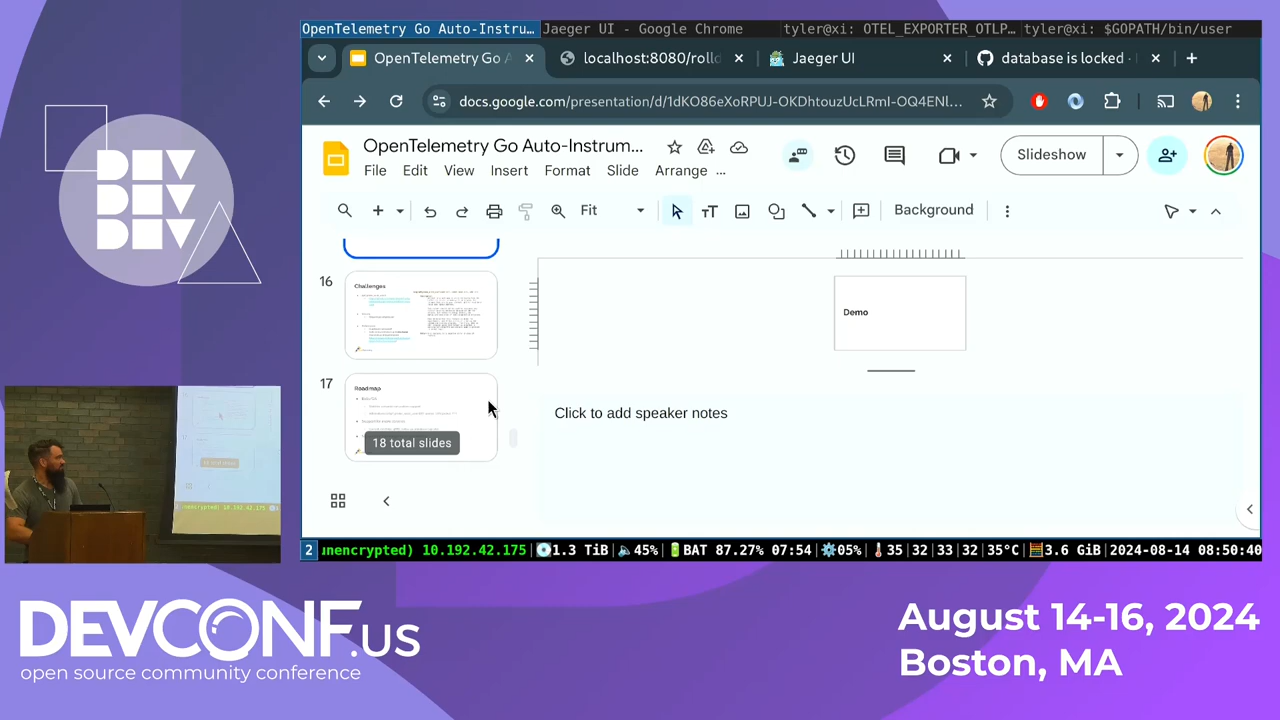 OpenTelemetry Go Auto-Instru…
Jaeger UI - Google Chrome
tyler@xi: OTEL_EXPORTER_OTLP…
tyler@xi: $GOPATH/bin/user
OpenTelemetry Go A
localhost:8080/rolld
Jaeger UI
database is locked ·
docs.google.com/presentation/d/1dKO86eXoRPUJ-OKDhtouzUcLRmI-OQ4ENl…
OpenTelemetry Go Auto-Instrum...
Slideshow
File Edit View Insert Format Slide Arrange …
Fit
Background
16
Challenges
17
Roadmap
18 total slides
Demo
Click to add speaker notes
2
unencrypted) 10.192.42.175
1.3 TiB
45%
BAT 87.27% 07:54
05%
35 32 33 32 35°C
3.6 GiB
2024-08-14 08:50:40
DEV
DEV
DEV
DEVCONF.us
open source community conference
August 14-16, 2024
Boston, MA